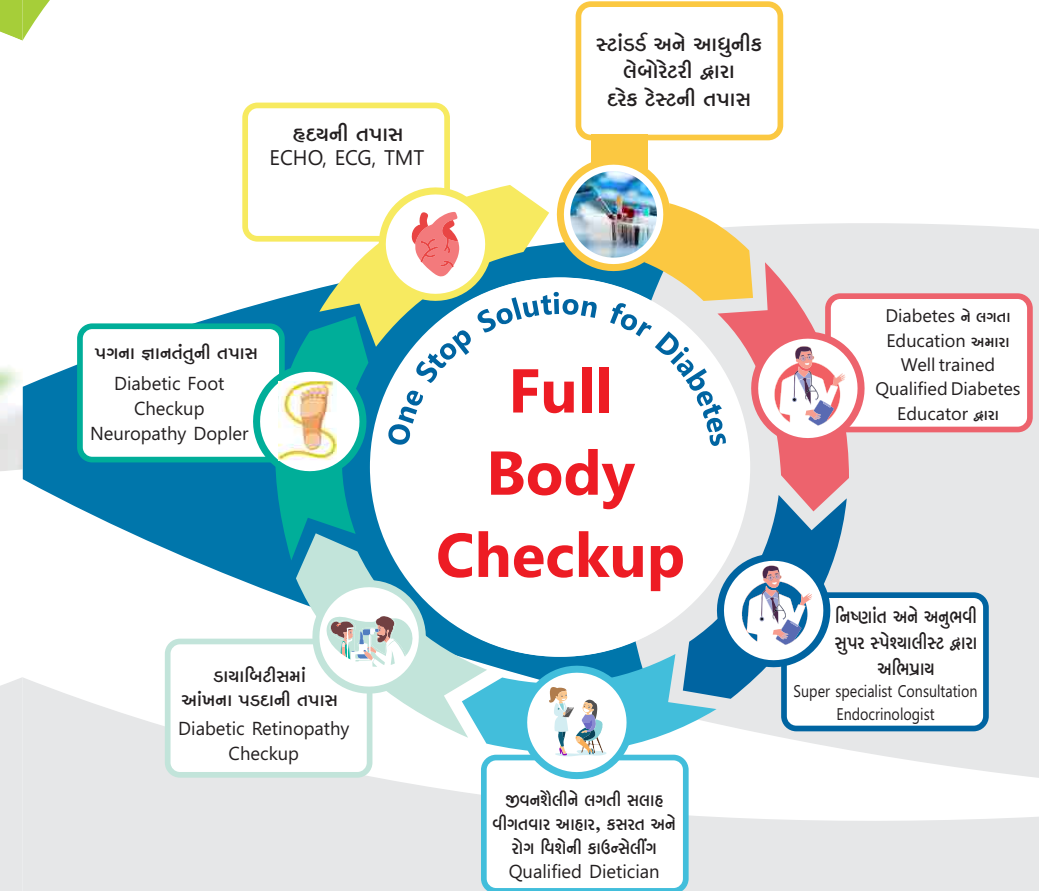 સ્ટાંડર્ડ અને આધુનીક
લેબોરેટરી દ્વારા
દરેક ટેસ્ટની તપાસ
હૃદયની તપાસ
ECHO, ECG, TMT
Diabetes ને લગતા
Education અમારા
Well trained
Qualified Diabetes
Educator દ્વારા
પગના જ્ઞાનતંતુની તપાસ
Diabetic Foot
Checkup
Neuropathy Dopler
One Stop Solution for Diabetes
Full
Body
Checkup
નિષ્ણાંત અને અનુભવી
સુપર સ્પેશ્યાલીસ્ટ દ્વારા
અભિપ્રાય
Super specialist Consultation
Endocrinologist
ડાયાબિટીસમાં
આંખના પડદાની તપાસ
Diabetic Retinopathy
Checkup
જીવનશૈલીને લગતી સલાહ
વીગતવાર આહાર, કસરત અને
રોગ વિશેની કાઉન્સેલીંગ
Qualified Dietician